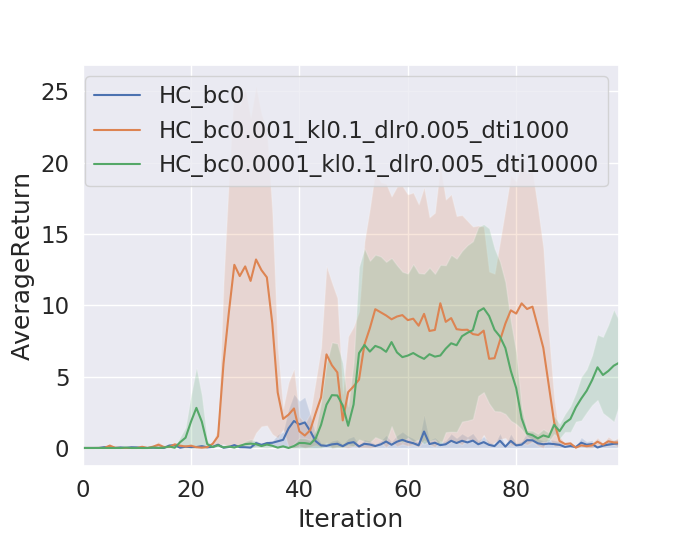 HC_bc0
HC_bc0.001_kl0.1_dlr0.005_dti1000
HC_bc0.0001_kl0.1_dlr0.005_dti10000
AverageReturn
25
20
15
10
5
0
0 20 40 60 80
Iteration